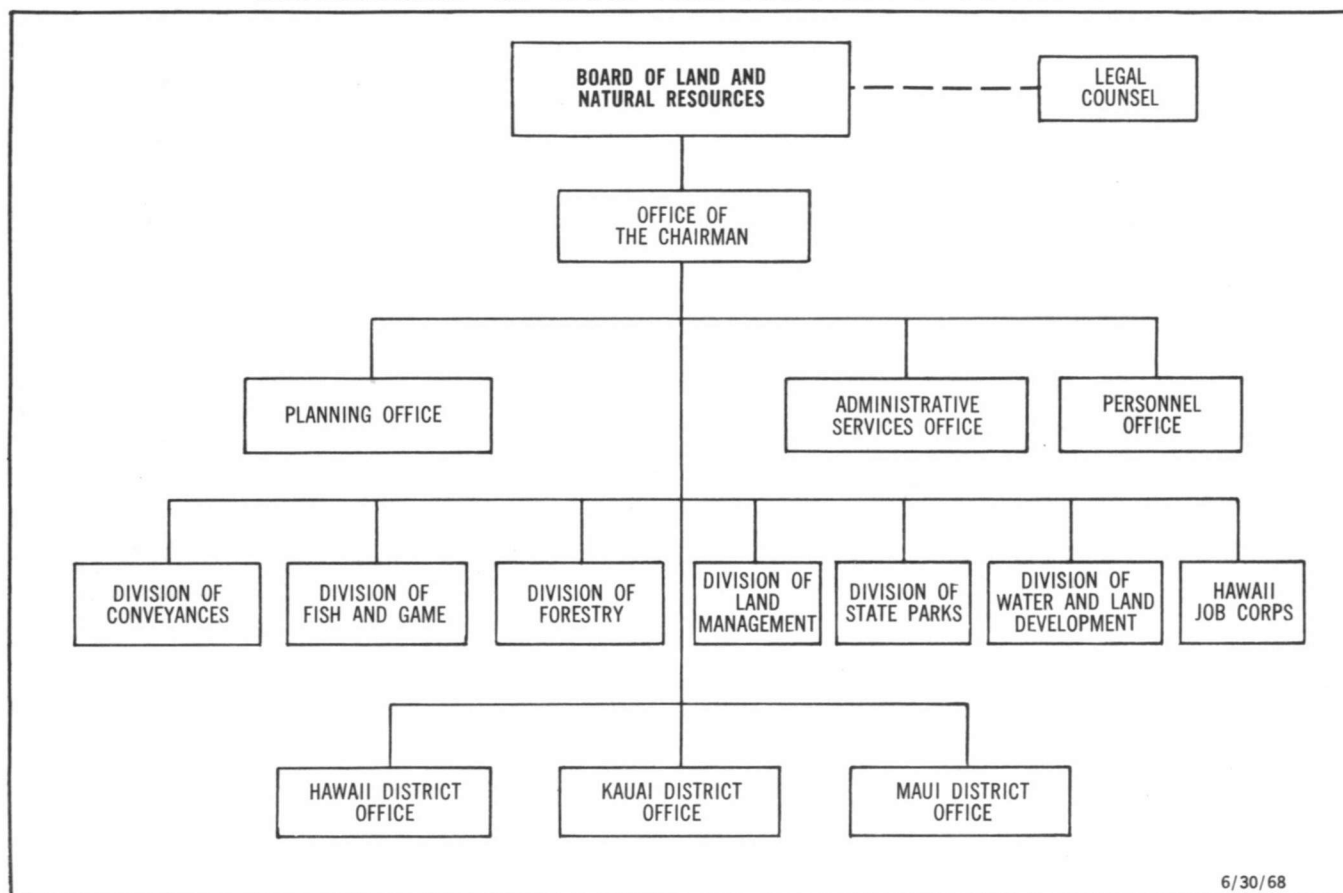 BOARD OF LAND AND
NATURAL RESOURCES
LEGAL
COUNSEL
OFFICE OF
THE CHAIRMAN
PLANNING OFFICE
ADMINISTRATIVE
SERVICES OFFICE
PERSONNEL
OFFICE
DIVISION OF
CONVEYANCES
DIVISION OF
FISH AND GAME
DIVISION OF
FORESTRY
DIVISION OF
LAND
MANAGEMENT
DIVISION OF
STATE PARKS
DIVISION OF
WATER AND LAND
DEVELOPMENT
HAWAII
JOB CORPS
HAWAII DISTRICT
OFFICE
KAUAI DISTRICT
OFFICE
MAUI DISTRICT
OFFICE
6/30/68